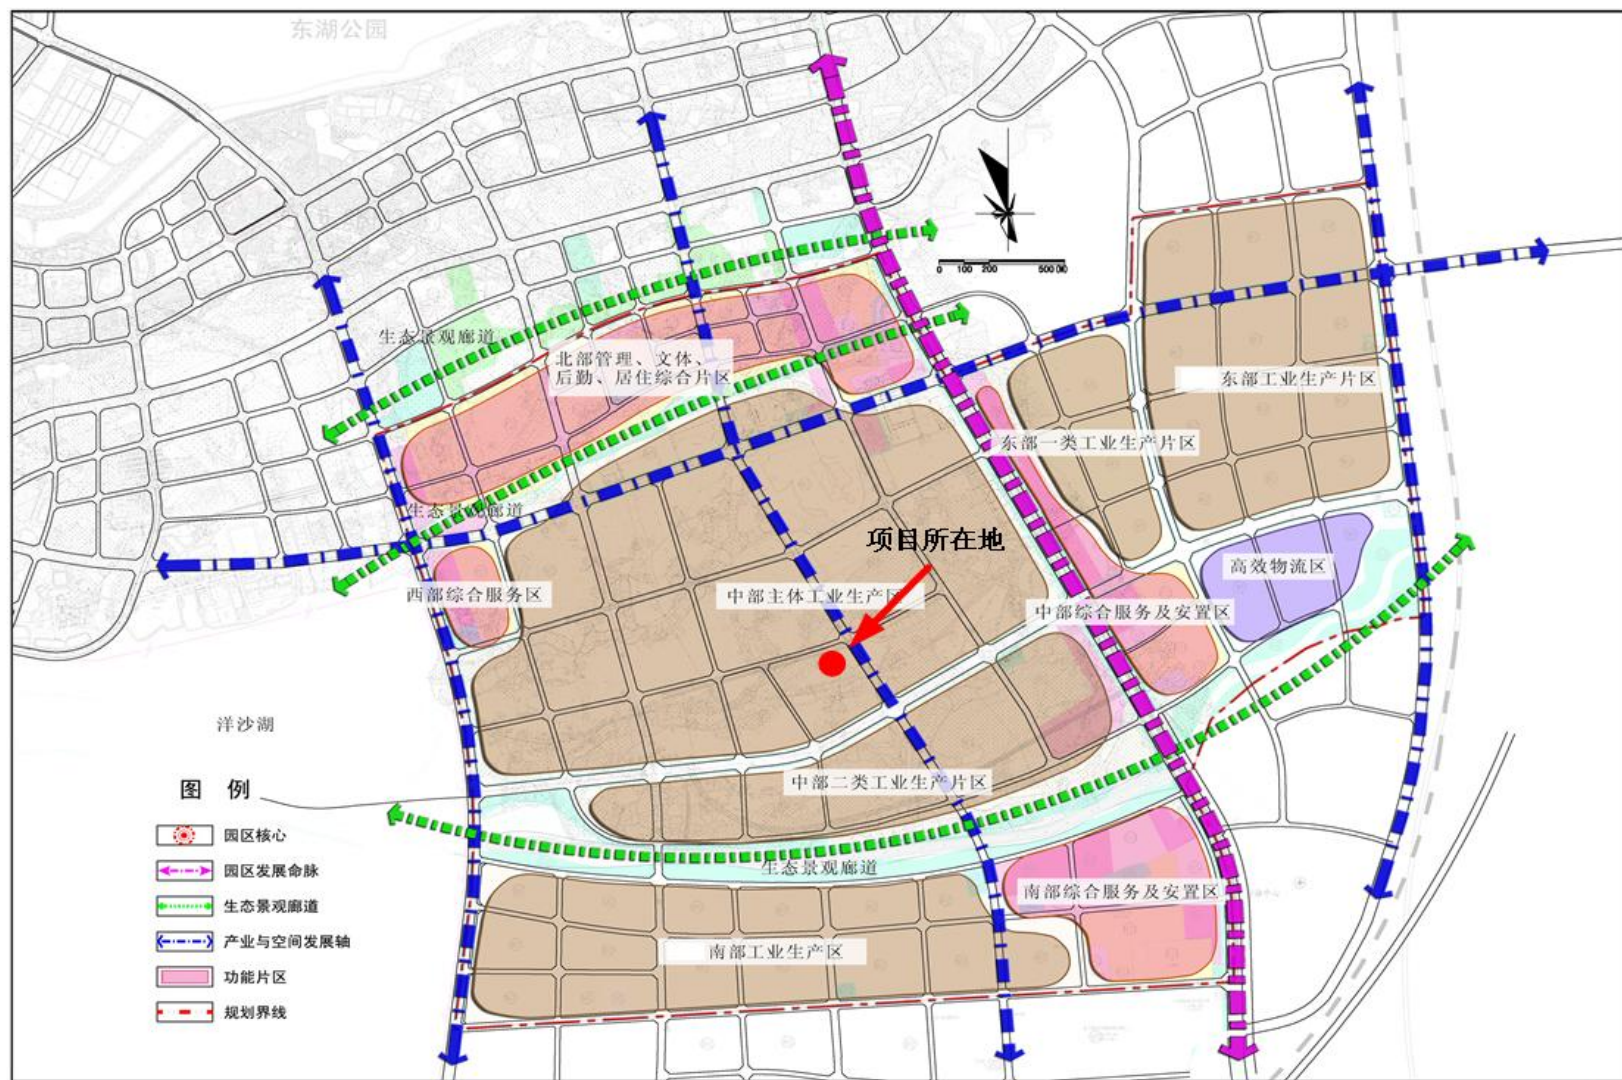 东湖公园
0 100 200 500(M)
生态景观廊道
北部管理、文体、
后勤、居住综合片区
东部工业生产片区
东部一类工业生产片区
生态景观廊道
项目所在地
高效物流区
西部综合服务区
中部主体工业生产区
中部综合服务及安置区
洋沙湖
中部二类工业生产片区
图 例
园区核心
生态景观廊道
园区发展命脉
南部综合服务及安置区
生态景观廊道
产业与空间发展轴
南部工业生产区
功能片区
规划界线